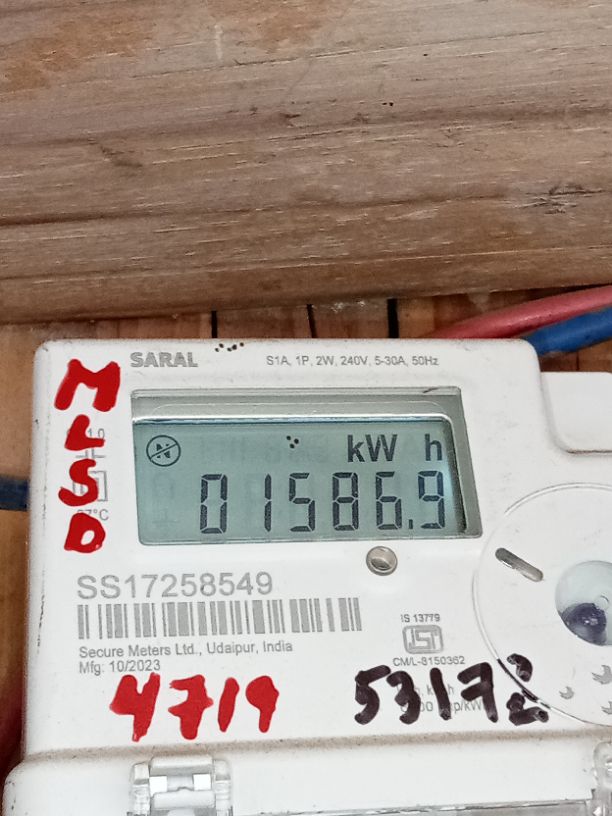 SARAL
S1A, 1P, 2W, 240V, 5-30A, 50Hz
MLSD
kW h
01586.9
SS17258549
Secure Meters Ltd., Udaipur, India
Mfg: 10/2023
IS 13779
ISI
CM/L-8150362
4719